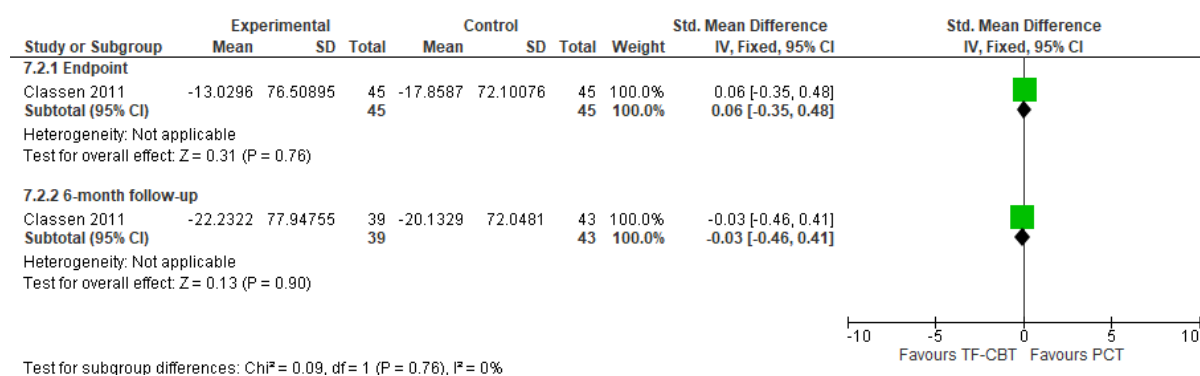 Experimental Control Std. Mean Difference Std. Mean Difference
Study or Subgroup Mean SD Total Mean SD Total Weight IV, Fixed, 95% CI IV, Fixed, 95% CI
7.2.1 Endpoint
Classen 2011 -13.0296 76.50895 45 -17.8587 72.10076 45 100.0% 0.06 [-0.35, 0.48]
Subtotal (95% CI) 45 45 100.0% 0.06 [-0.35, 0.48]
Heterogeneity: Not applicable
Test for overall effect: Z = 0.31 (P = 0.76)
7.2.2 6-month follow-up
Classen 2011 -22.2322 77.94755 39 -20.1329 72.0481 43 100.0% -0.03 [-0.46, 0.41]
Subtotal (95% CI) 39 43 100.0% -0.03 [-0.46, 0.41]
Heterogeneity: Not applicable
Test for overall effect: Z = 0.13 (P = 0.90)
-10 -5 0 5 10
Favours TF-CBT Favours PCT
Test for subgroup differences: Chi² = 0.09, df = 1 (P = 0.76), I² = 0%